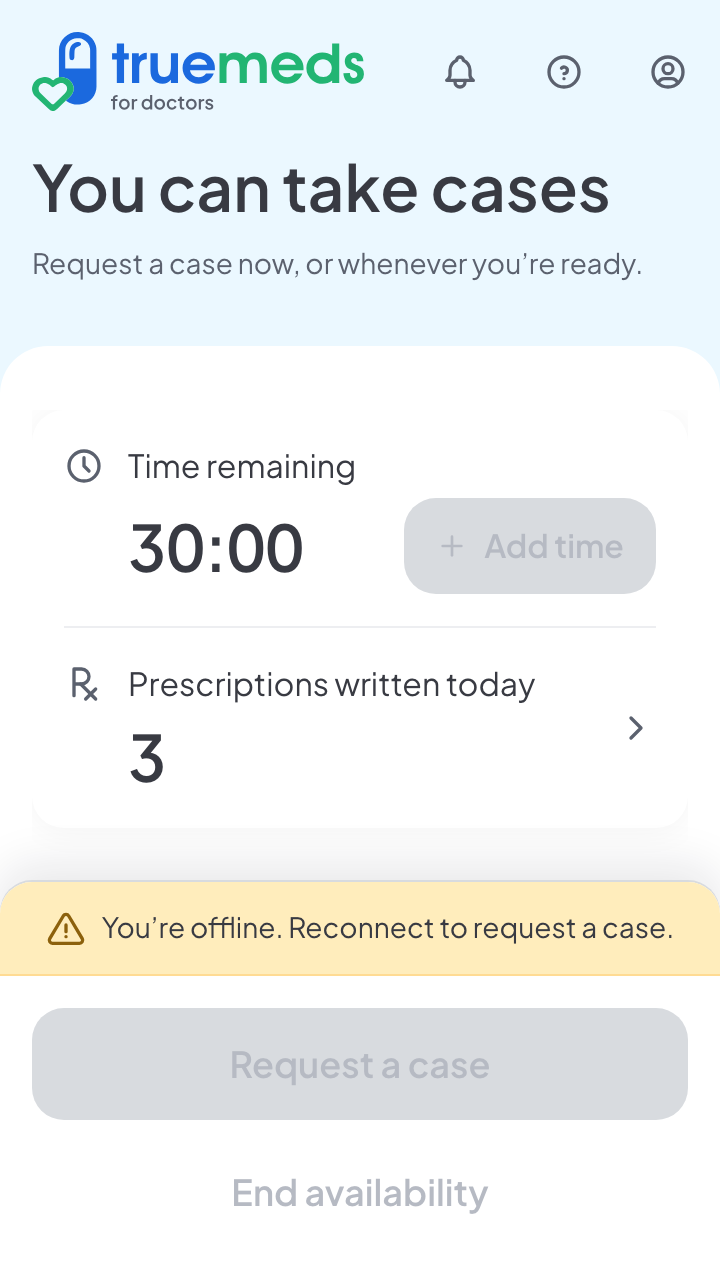 truemeds
for doctors
You can take cases
Request a case now, or whenever you’re ready.
Time remaining
30:00
+ Add time
Rx Prescriptions written today
3
You’re offline. Reconnect to request a case.
Request a case
End availability